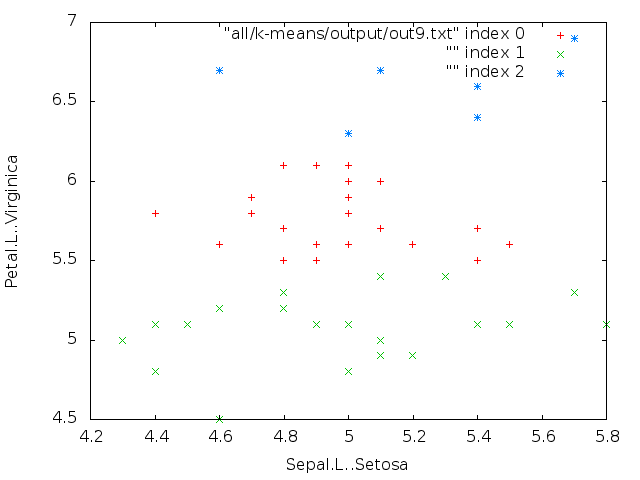 7
"all/k-means/output/out9.txt" index 0
"" index 1
"" index 2
6.5
6
5.5
5
4.5
Petal.L..Virginica
4.2 4.4 4.6 4.8 5 5.2 5.4 5.6 5.8
Sepal.L..Setosa